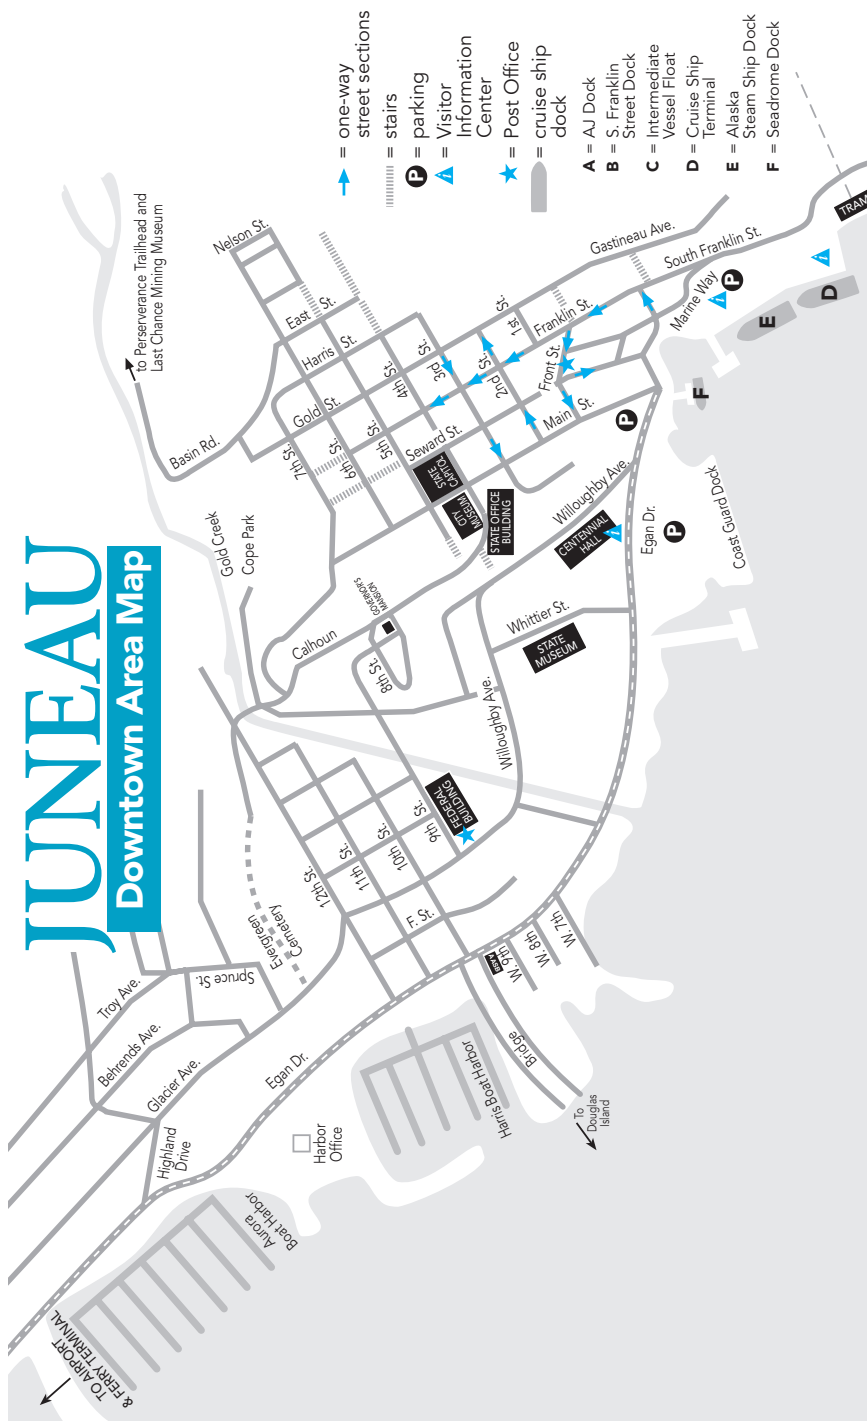 JUNEAU
Downtown Area Map
to Perserverance Trailhead and
Last Chance Mining Museum
= one-way
street sections
= stairs
P = parking
i = Visitor
Information
Center
= Post Office
= cruise ship
dock
A = AJ Dock
B = S. Franklin
Street Dock
C = Intermediate
Vessel Float
D = Cruise Ship
Terminal
E = Alaska
Steam Ship Dock
F = Seadrome Dock
Nelson St.
East St.
Harris St.
Gold St.
Basin Rd.
7th St.
6th St.
5th St.
4th St.
3rd St.
2nd St.
1st St.
Franklin St.
Front St.
Seward St.
Main St.
Gastineau Ave.
South Franklin St.
Marine Way
TRAM
P
i
i
D
E
F
P
P
Gold Creek
Cope Park
STATE
CAPITOL
CITY
MUSEUM
STATE OFFICE
BUILDING
GOVERNOR'S
MANSION
Calhoun
8th St.
Willoughby Ave.
CENTENNIAL
HALL
i
Egan Dr.
Coast Guard Dock
Whittier St.
STATE
MUSEUM
Willoughby Ave.
FEDERAL
BUILDING
9th St.
10th St.
11th St.
12th St.
F. St.
Evergreen
Cemetery
Spruce St.
Troy Ave.
Behrends Ave.
Glacier Ave.
Highland
Drive
Egan Dr.
W. 9th
W. 8th
W. 7th
Bridge
To
Douglas
Island
Harris Boat Harbor
Harbor
Office
Aurora
Boat Harbor
TO AIRPORT
& FERRY TERMINAL